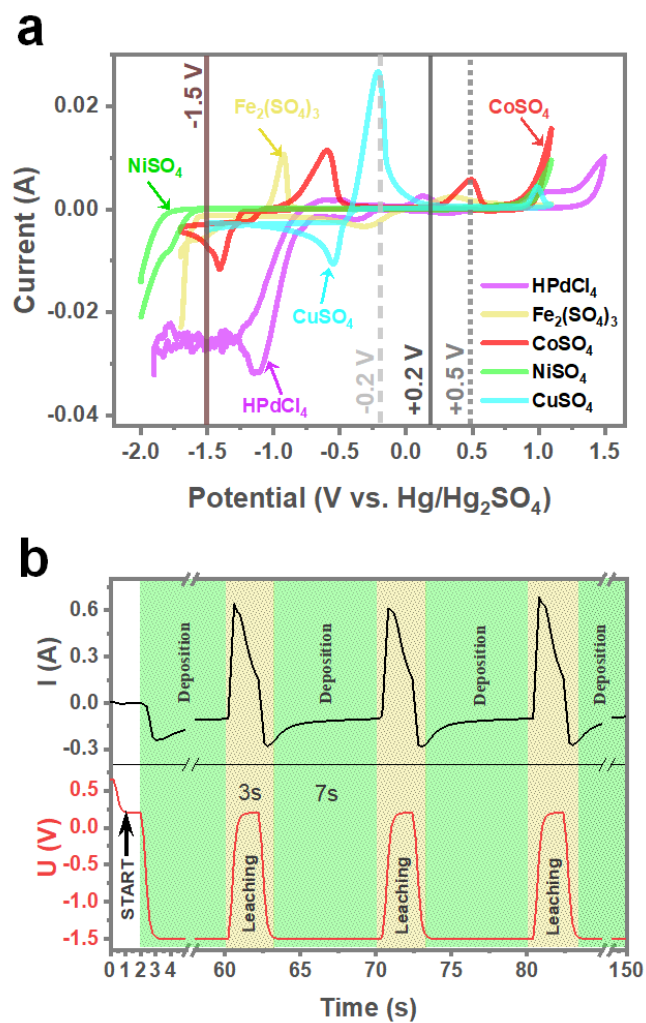 a
0.02
0.00
-0.02
-0.04
Current (A)
-1.5 V
Fe2(SO4)3
CoSO4
NiSO4
CuSO4
HPdCl4
-0.2 V
+0.2 V
+0.5 V
HPdCl4
Fe2(SO4)3
CoSO4
NiSO4
CuSO4
-2.0 -1.5 -1.0 -0.5 0.0 0.5 1.0 1.5
Potential (V vs. Hg/Hg2SO4)
b
0.6
0.3
0.0
-0.3
I (A)
Deposition
Deposition
Deposition
Deposition
0.5
0.0
-0.5
-1.0
-1.5
U (V)
START
3s
7s
Leaching
Leaching
Leaching
0 1 2 3 4 60 65 70 75 80 150
Time (s)